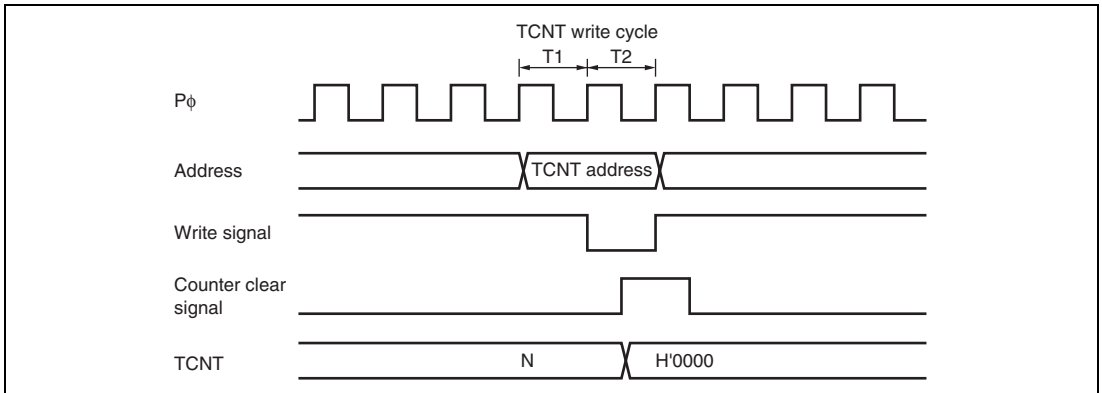 TCNT write cycle
T1 T2
Pϕ
Address
TCNT address
Write signal
Counter clear
signal
TCNT
N
H'0000